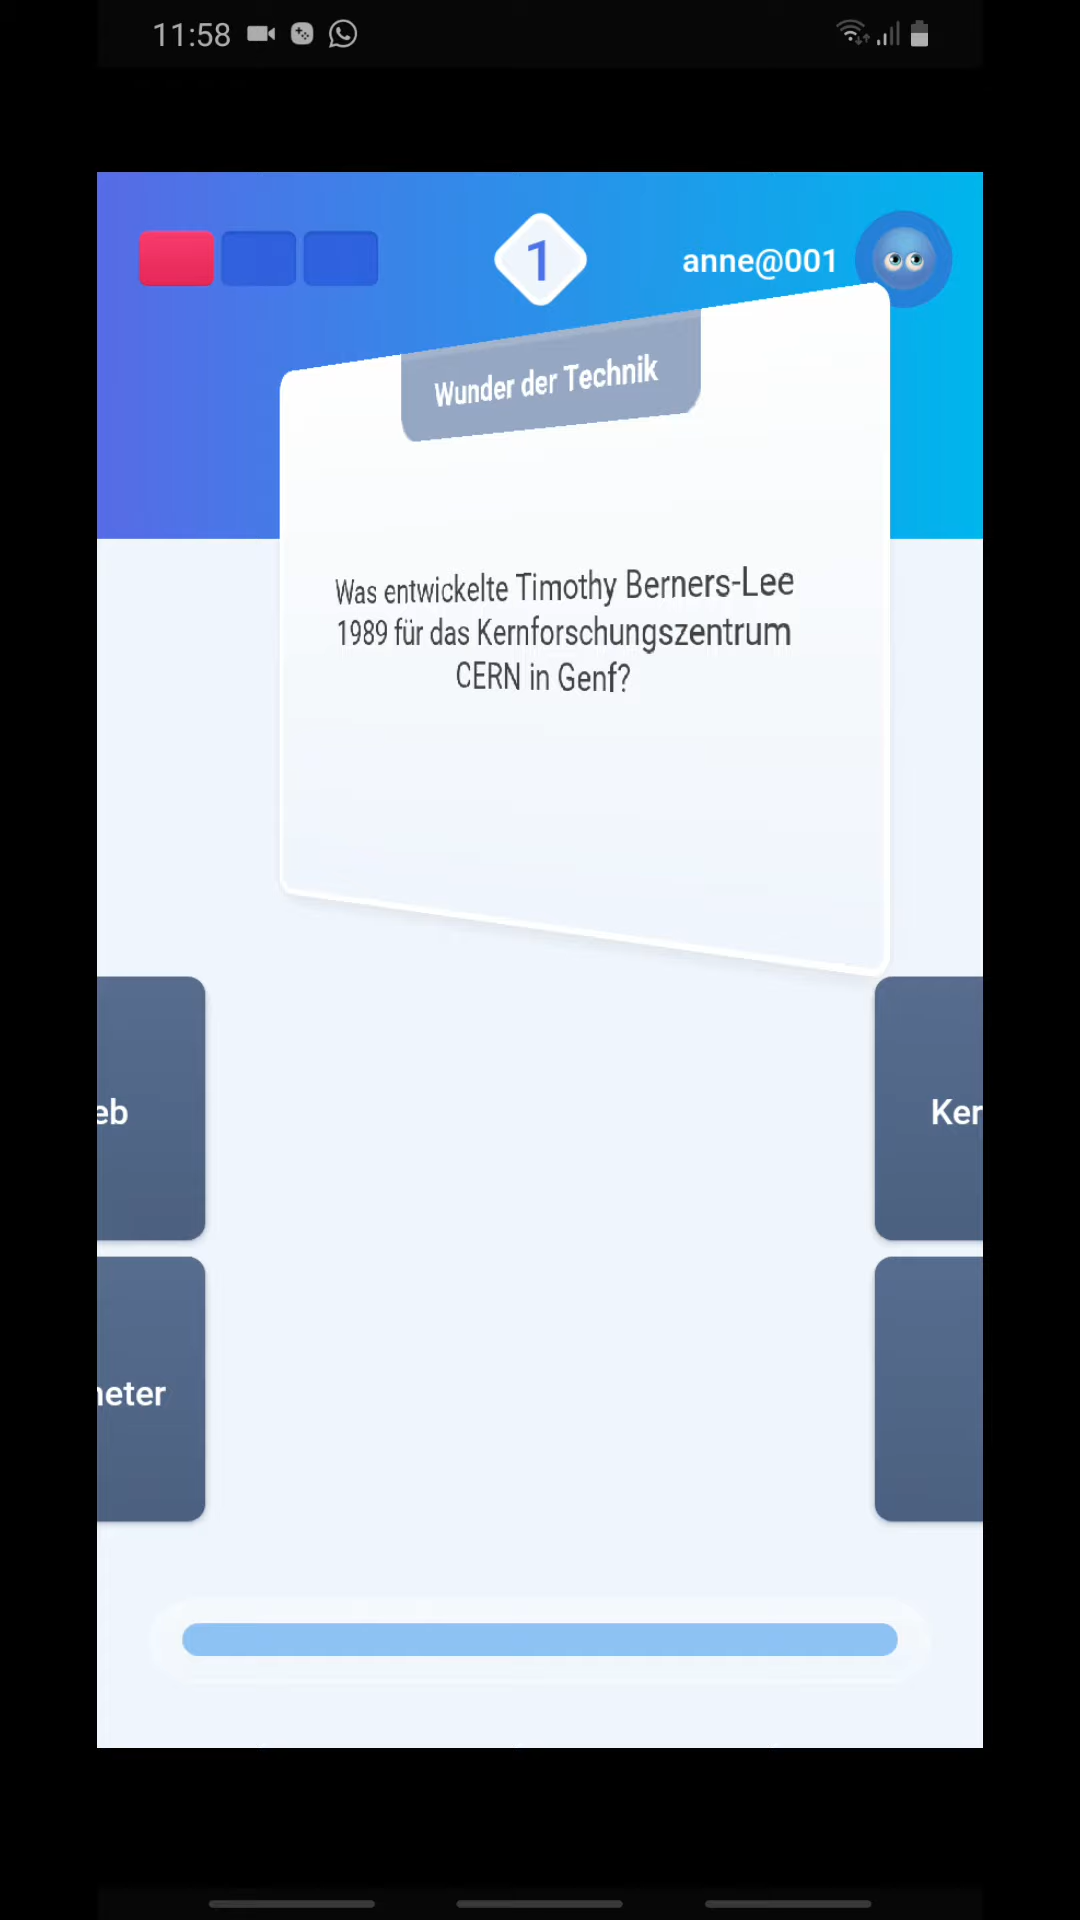 11:58
1
anne@001
Wunder der Technik
Was entwickelte Timothy Berners-Lee
1989 für das Kernforschungszentrum
CERN in Genf?
eb
Ker
eter